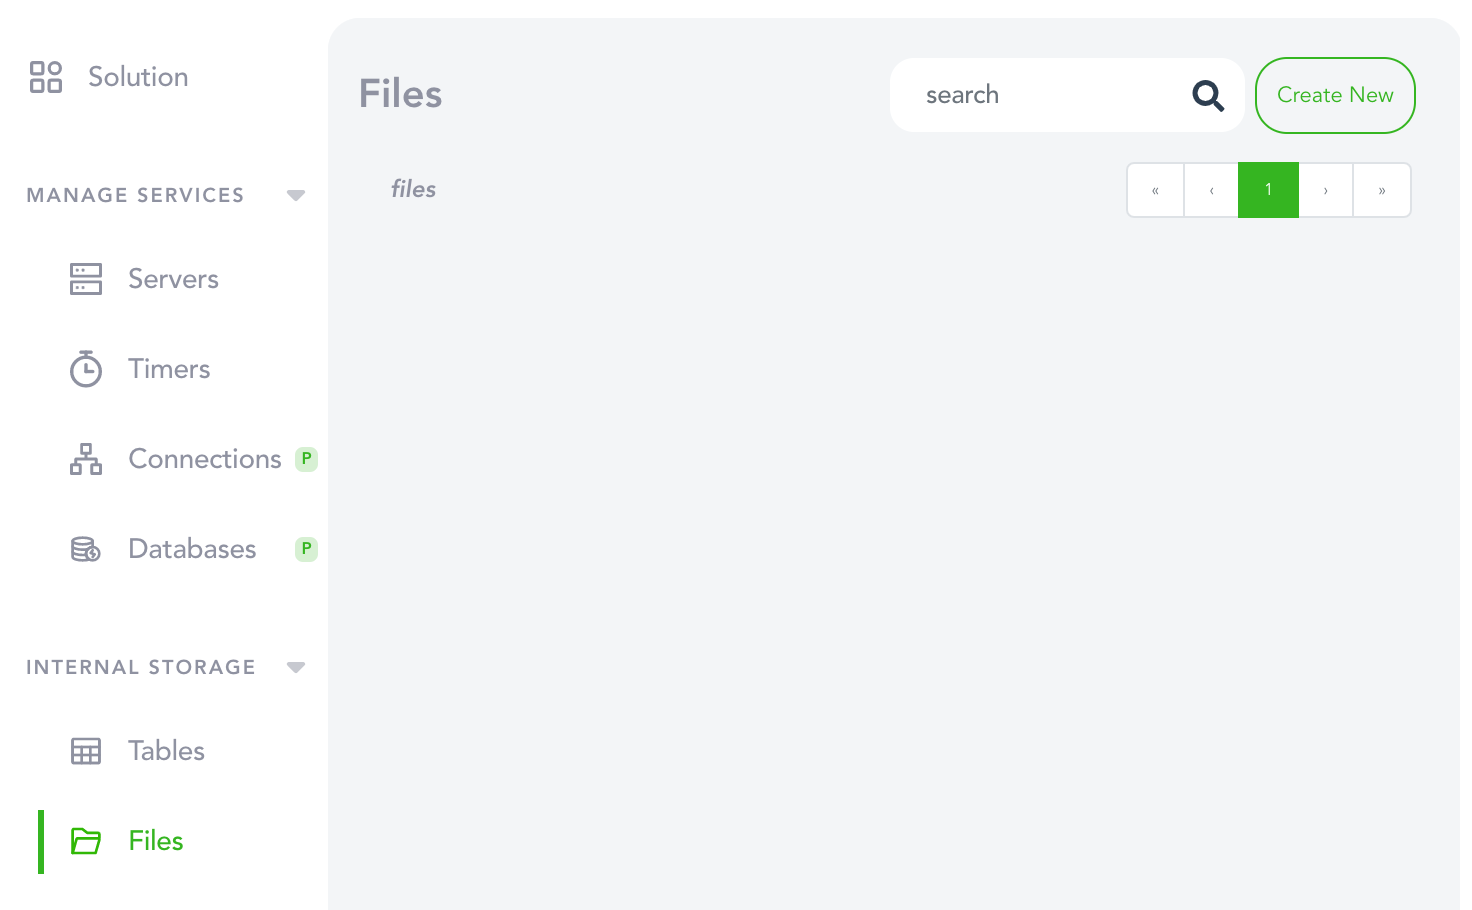 Solution
MANAGE SERVICES
Servers
Timers
Connections P
Databases P
INTERNAL STORAGE
Tables
Files
Files
search
Create New
files
« ‹ 1 › »